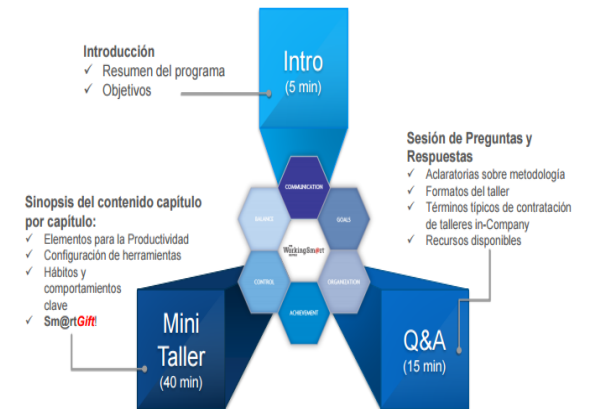 Introducción
✓ Resumen del programa
✓ Objetivos
Intro
(5 min)
Sesión de Preguntas y
Respuestas
✓ Aclaratorias sobre metodología
✓ Formatos del taller
✓ Términos típicos de contratación
de talleres in-Company
✓ Recursos disponibles
Sinopsis del contenido capítulo
por capítulo:
✓ Elementos para la Productividad
✓ Configuración de herramientas
✓ Hábitos y
comportamientos
clave
✓ Sm@rtGift!
COMMUNICATION
BALANCE
GOALS
WorkingSm@rt
CONTROL
ORGANIZATION
ACHIEVEMENT
Mini
Taller
(40 min)
Q&A
(15 min)